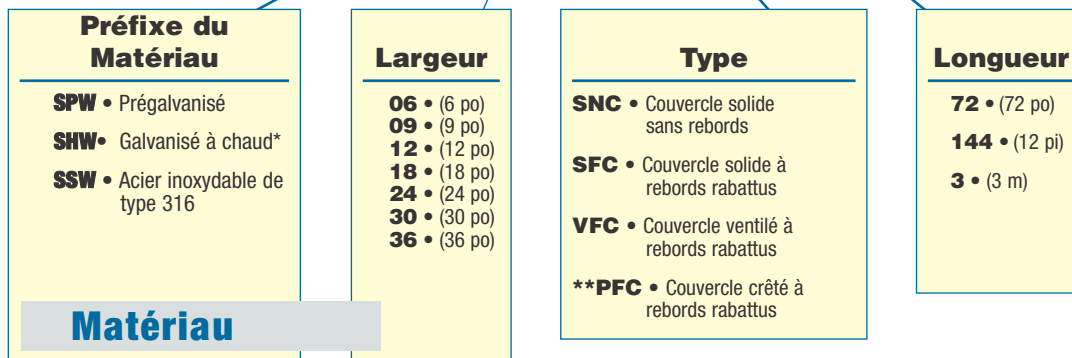 Préfixe du
Matériau
SPW • Prégalvanisé
SHW• Galvanisé à chaud*
SSW • Acier inoxydable de
type 316
Largeur
06 • (6 po)
09 • (9 po)
12 • (12 po)
18 • (18 po)
24 • (24 po)
30 • (30 po)
36 • (36 po)
Type
SNC • Couvercle solide
sans rebords
SFC • Couvercle solide à
rebords rabattus
VFC • Couvercle ventilé à
rebords rabattus
**PFC • Couvercle crêté à
rebords rabattus
Longueur
72 • (72 po)
144 • (12 pi)
3 • (3 m)
Matériau